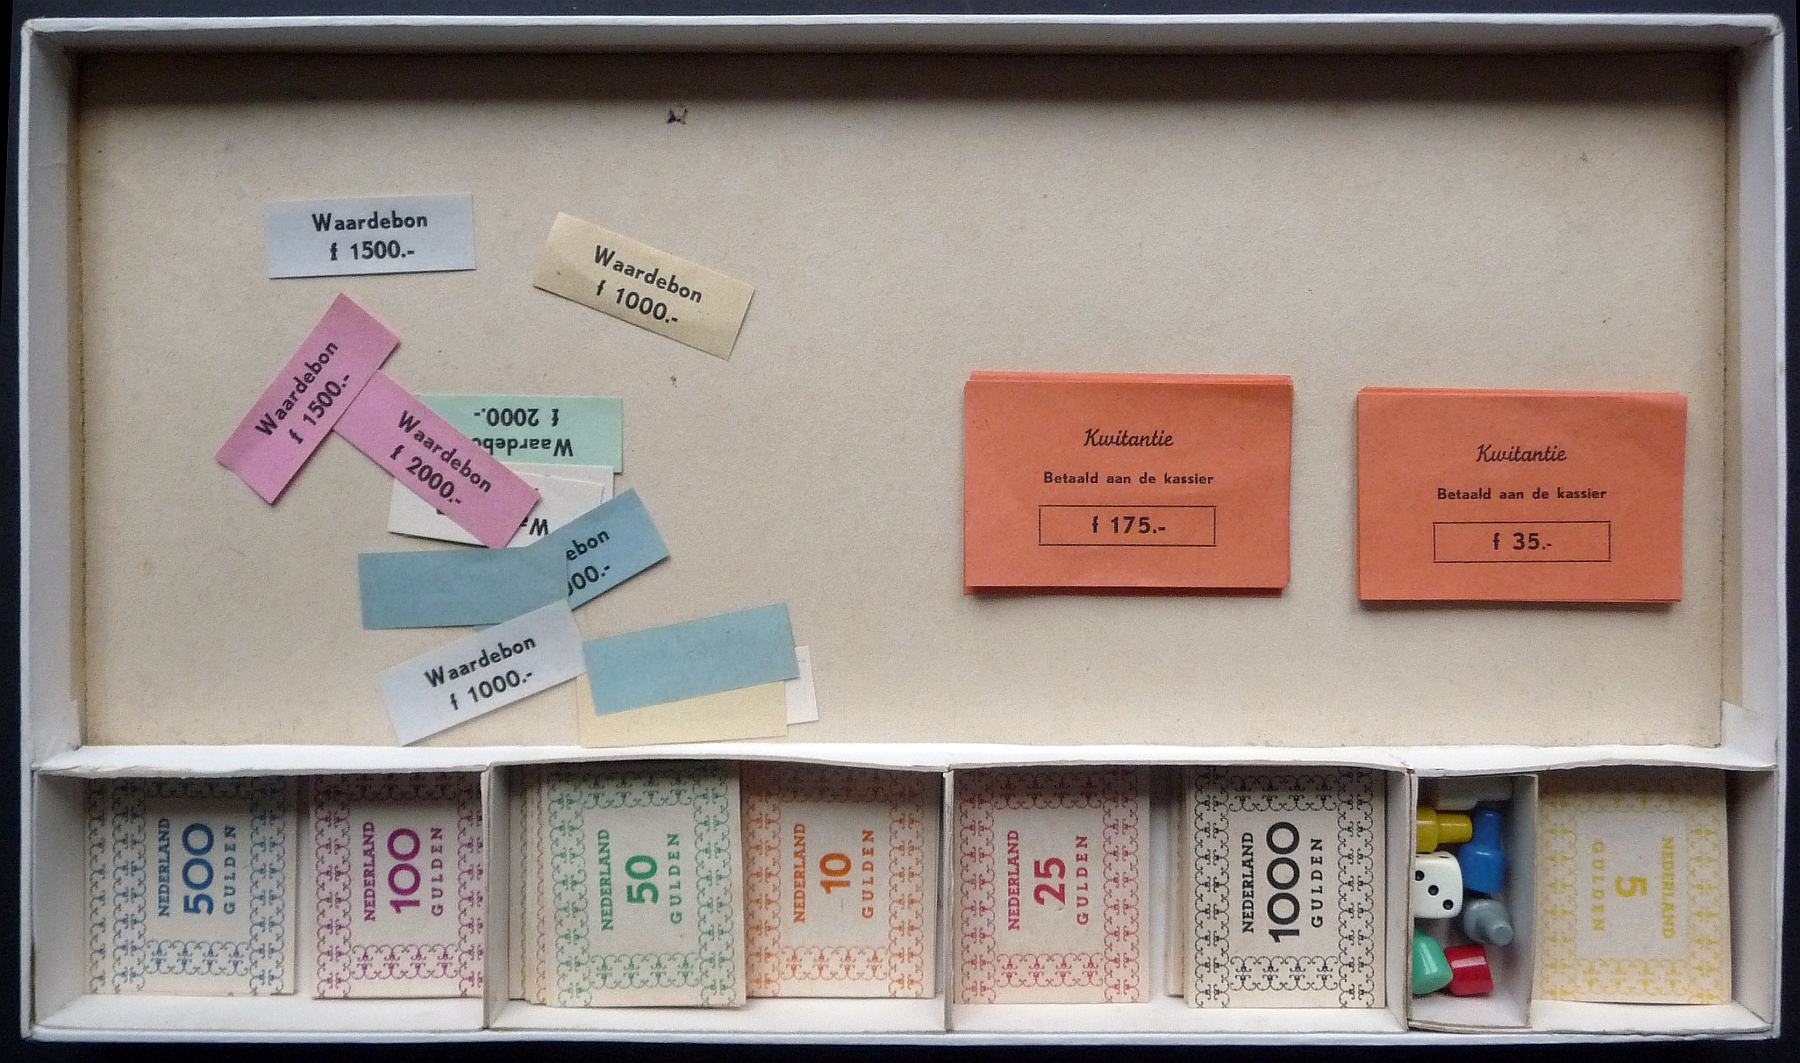 Waardebon
f 1500.-
Waardebon
f 1000.-
Waardebon
f 1500.-
Waardebon
f 2000.-
f 2000.-
Waardebon
f 1000.-
Kwitantie
Betaald aan de kassier
f 175.-
Kwitantie
Betaald aan de kassier
f 35.-
NEDERLAND
500
GULDEN
NEDERLAND
100
GULDEN
NEDERLAND
50
GULDEN
NEDERLAND
10
GULDEN
NEDERLAND
25
GULDEN
NEDERLAND
1000
GULDEN
NEDERLAND
5
GULDEN